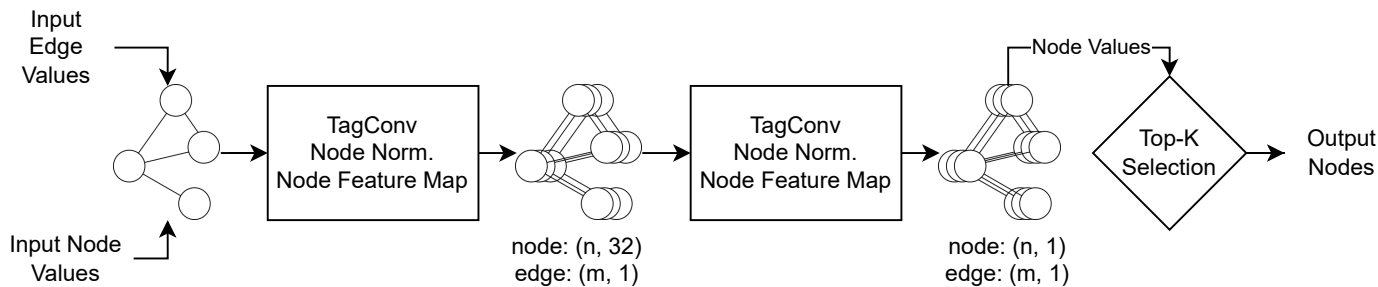 Input
Edge
Values
Input Node
Values
TagConv
Node Norm.
Node Feature Map
node: (n, 32)
edge: (m, 1)
TagConv
Node Norm.
Node Feature Map
node: (n, 1)
edge: (m, 1)
Node Values
Top-K
Selection
Output
Nodes